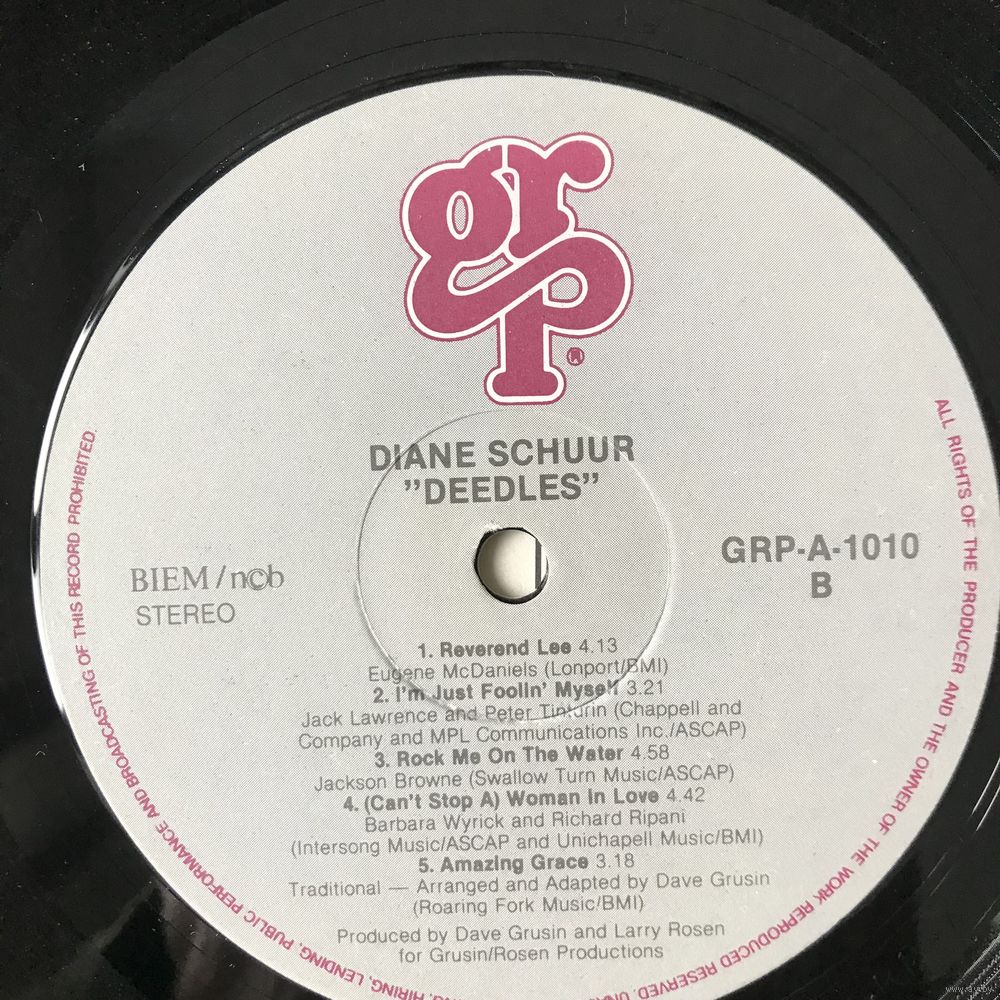 grp
®
DIANE SCHUUR
"DEEDLES"
GRP-A-1010
B
BIEM/ncb
STEREO
1. Reverend Lee 4.13
Eugene McDaniels (Lonport/BMI)
2. I'm Just Foolin' Myself 3.21
Jack Lawrence and Peter Tinturin (Chappell and
Company and MPL Communications Inc./ASCAP)
3. Rock Me On The Water 4.58
Jackson Browne (Swallow Turn Music/ASCAP)
4. (Can't Stop A) Woman In Love 4.42
Barbara Wyrick and Richard Ripani
(Intersong Music/ASCAP and Unichapell Music/BMI)
5. Amazing Grace 3.18
Traditional — Arranged and Adapted by Dave Grusin
(Roaring Fork Music/BMI)
Produced by Dave Grusin and Larry Rosen
for Grusin/Rosen Productions
ALL RIGHTS OF THE PRODUCER AND THE OWNER OF THE WORK REPRODUCED RESERVED.
HIRING, LENDING, PUBLIC PERFORMANCE AND BROADCASTING OF THIS RECORD PROHIBITED.